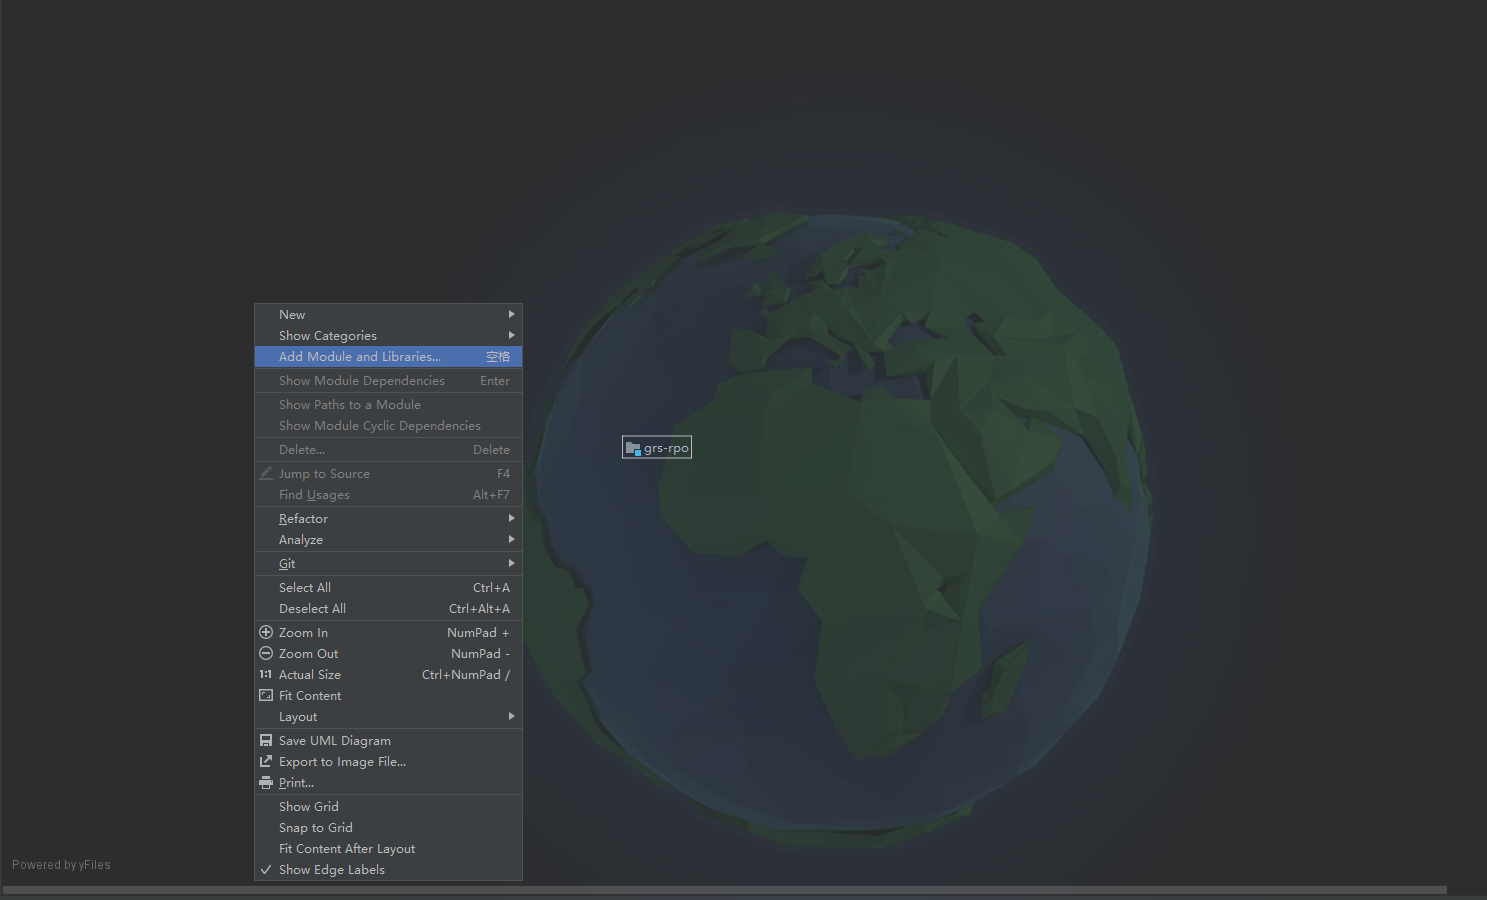 New
Show Categories
Add Module and Libraries... 空格
Show Module Dependencies Enter
Show Paths to a Module
Show Module Cyclic Dependencies
Delete... Delete
Jump to Source F4
Find Usages Alt+F7
Refactor
Analyze
Git
Select All Ctrl+A
Deselect All Ctrl+Alt+A
Zoom In NumPad +
Zoom Out NumPad -
1:1 Actual Size Ctrl+NumPad /
Fit Content
Layout
Save UML Diagram
Export to Image File...
Print...
Show Grid
Snap to Grid
Fit Content After Layout
Show Edge Labels
grs-rpo
Powered by yFiles